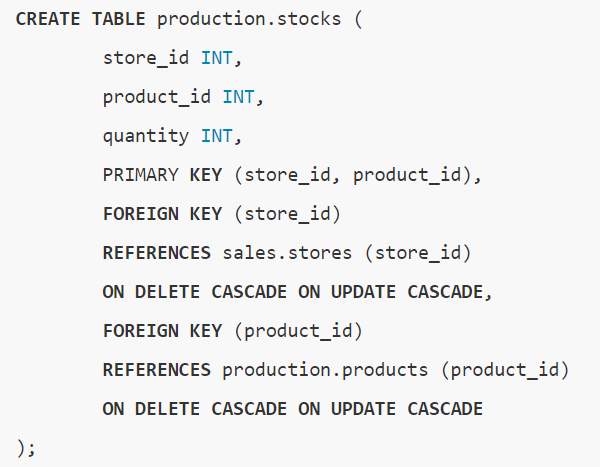 CREATE TABLE production.stocks (
store_id INT,
product_id INT,
quantity INT,
PRIMARY KEY (store_id, product_id),
FOREIGN KEY (store_id)
REFERENCES sales.stores (store_id)
ON DELETE CASCADE ON UPDATE CASCADE,
FOREIGN KEY (product_id)
REFERENCES production.products (product_id)
ON DELETE CASCADE ON UPDATE CASCADE
);